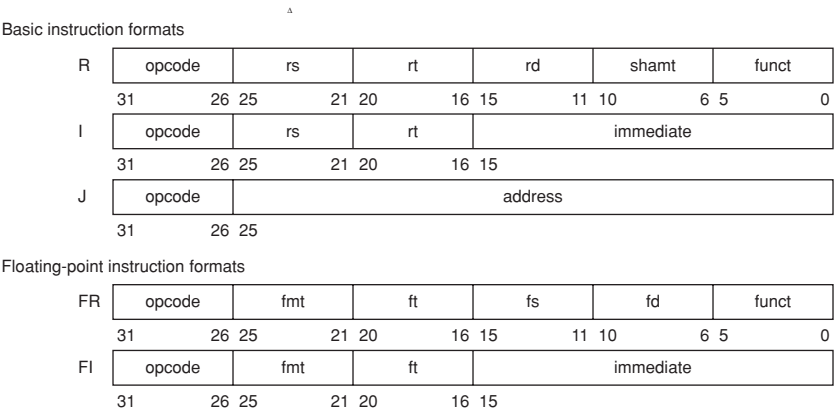 Δ
Basic instruction formats
R opcode rs rt rd shamt funct
31 26 25 21 20 16 15 11 10 6 5 0
I opcode rs rt immediate
31 26 25 21 20 16 15
J opcode address
31 26 25
Floating-point instruction formats
FR opcode fmt ft fs fd funct
31 26 25 21 20 16 15 11 10 6 5 0
FI opcode fmt ft immediate
31 26 25 21 20 16 15